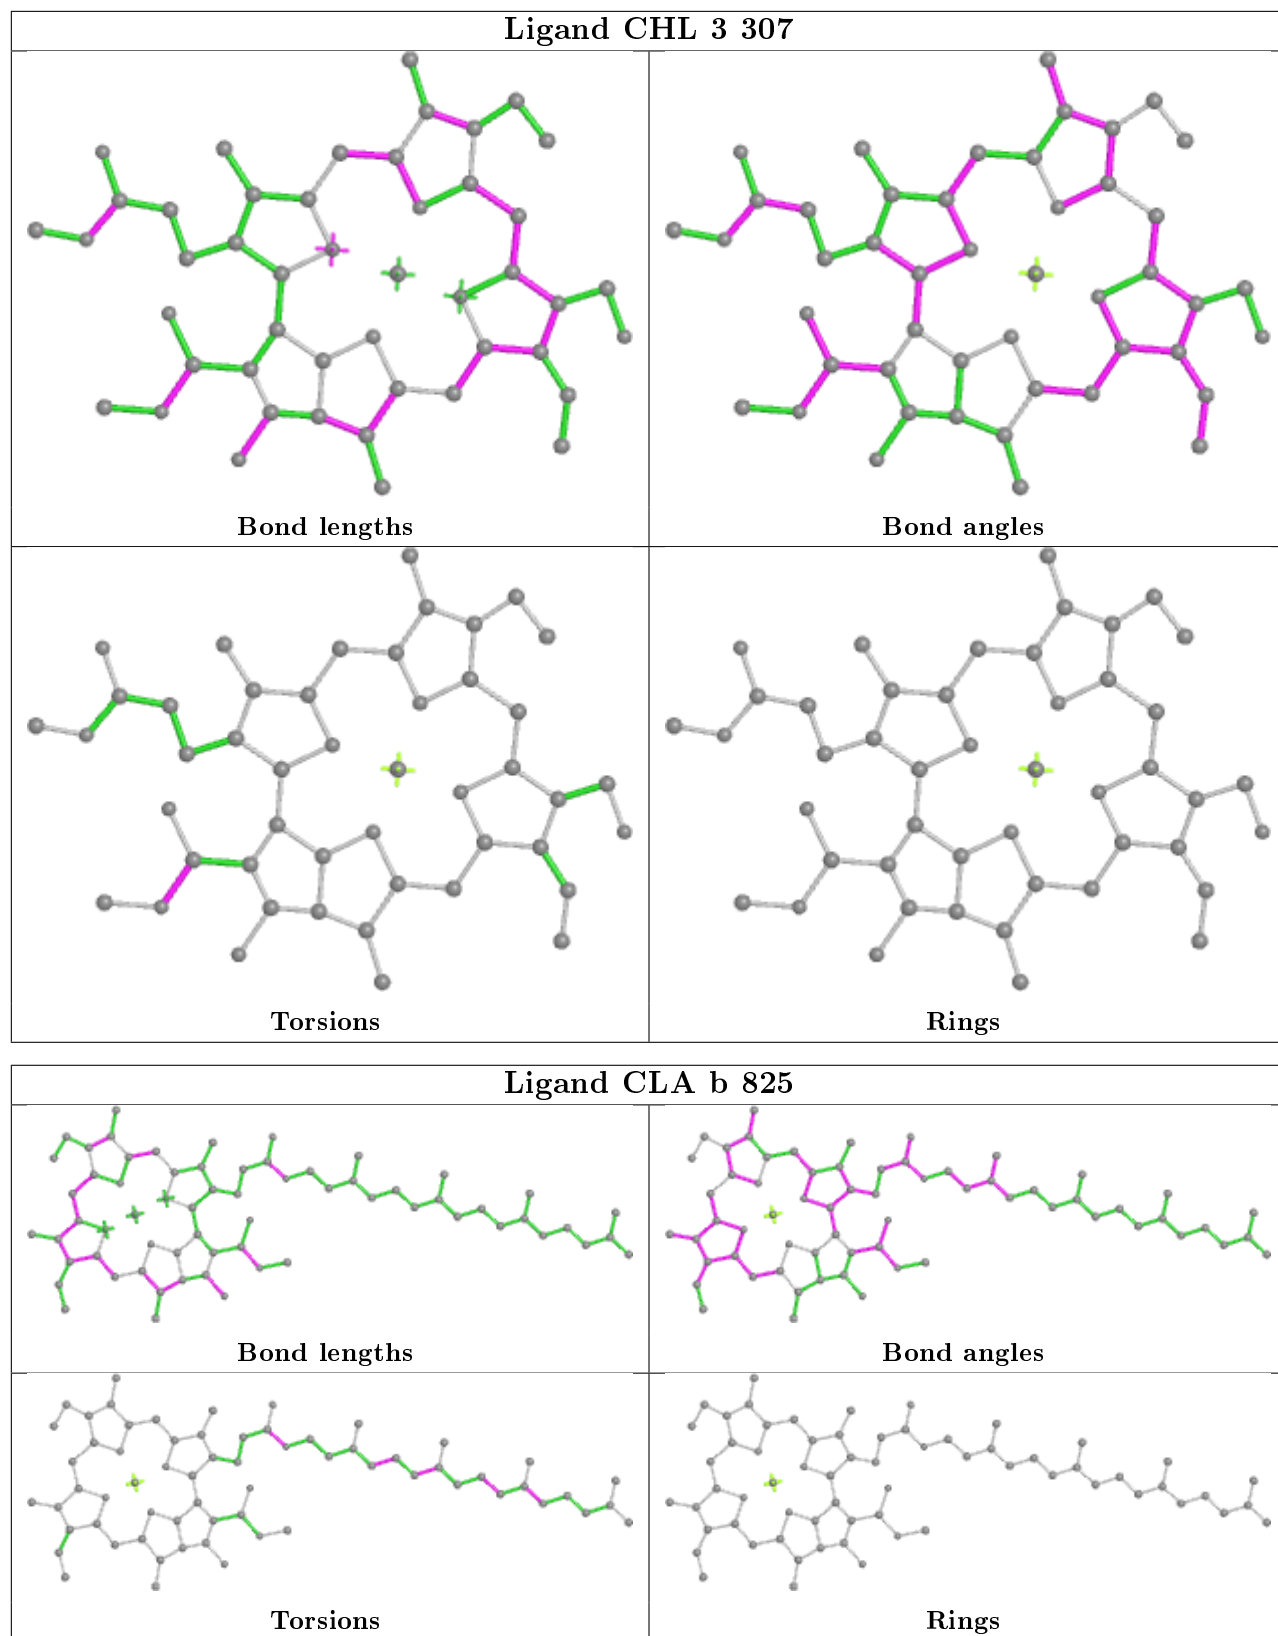 Ligand CHL 3 307
Bond lengths
Bond angles
Torsions
Rings
Ligand CLA b 825
Bond lengths
Bond angles
Torsions
Rings